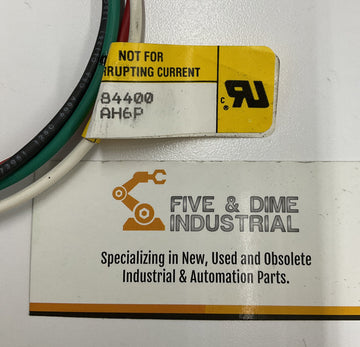 NOT FOR
RRUPTING CURRENT
84400
AH6P
c
FIVE & DIME
INDUSTRIAL
Specializing in New, Used and Obsolete
Industrial & Automation Parts.